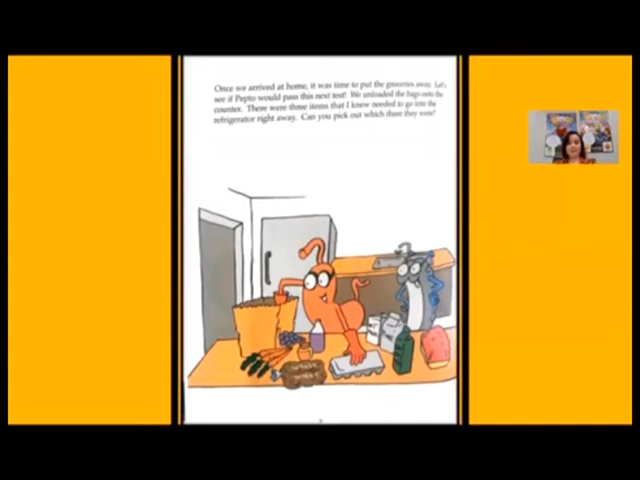 Once we arrived at home, it was time to put the groceries away. Let's
see if Pepto would pass this next test! We unloaded the bags onto the
counter. There were three items that I knew needed to go into the
refrigerator right away. Can you pick out which three they were?